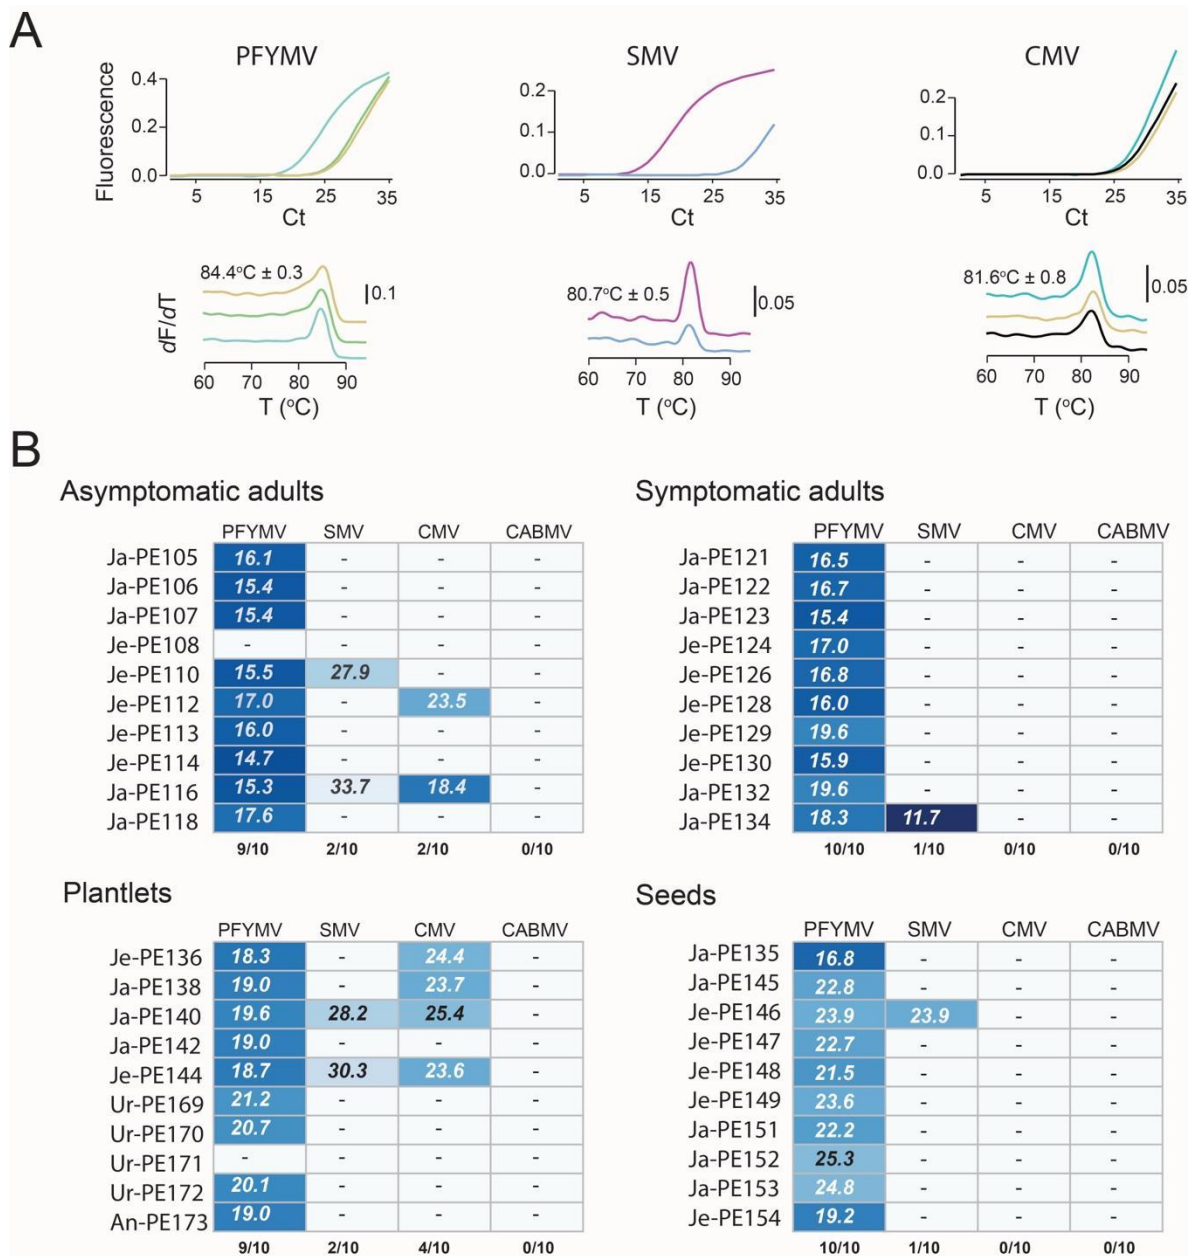 A
PFYMV SMV CMV
Fluorescence
0.4
0.2
0.0
5 15 25 35
Ct
0.2
0.1
0.0
5 15 25 35
Ct
0.2
0.1
0.0
5 15 25 35
Ct
dF/dT
84.4°C ± 0.3
0.1
60 70 80 90
T (°C)
80.7°C ± 0.5
0.05
60 70 80 90
T (°C)
81.6°C ± 0.8
0.05
60 70 80 90
T (°C)
B
Asymptomatic adults
PFYMV SMV CMV CABMV
Ja-PE105 16.1 - - -
Ja-PE106 15.4 - - -
Ja-PE107 15.4 - - -
Je-PE108 - - - -
Je-PE110 15.5 27.9 - -
Je-PE112 17.0 - 23.5 -
Je-PE113 16.0 - - -
Je-PE114 14.7 - - -
Ja-PE116 15.3 33.7 18.4 -
Ja-PE118 17.6 - - -
9/10 2/10 2/10 0/10
Symptomatic adults
PFYMV SMV CMV CABMV
Ja-PE121 16.5 - - -
Ja-PE122 16.7 - - -
Ja-PE123 15.4 - - -
Je-PE124 17.0 - - -
Je-PE126 16.8 - - -
Je-PE128 16.0 - - -
Je-PE129 19.6 - - -
Je-PE130 15.9 - - -
Ja-PE132 19.6 - - -
Ja-PE134 18.3 11.7 - -
10/10 1/10 0/10 0/10
Plantlets
PFYMV SMV CMV CABMV
Je-PE136 18.3 - 24.4 -
Ja-PE138 19.0 - 23.7 -
Ja-PE140 19.6 28.2 25.4 -
Ja-PE142 19.0 - - -
Je-PE144 18.7 30.3 23.6 -
Ur-PE169 21.2 - - -
Ur-PE170 20.7 - - -
Ur-PE171 - - - -
Ur-PE172 20.1 - - -
An-PE173 19.0 - - -
9/10 2/10 4/10 0/10
Seeds
PFYMV SMV CMV CABMV
Ja-PE135 16.8 - - -
Ja-PE145 22.8 - - -
Je-PE146 23.9 23.9 - -
Je-PE147 22.7 - - -
Je-PE148 21.5 - - -
Je-PE149 23.6 - - -
Ja-PE151 22.2 - - -
Ja-PE152 25.3 - - -
Ja-PE153 24.8 - - -
Je-PE154 19.2 - - -
10/10 1/10 0/10 0/10